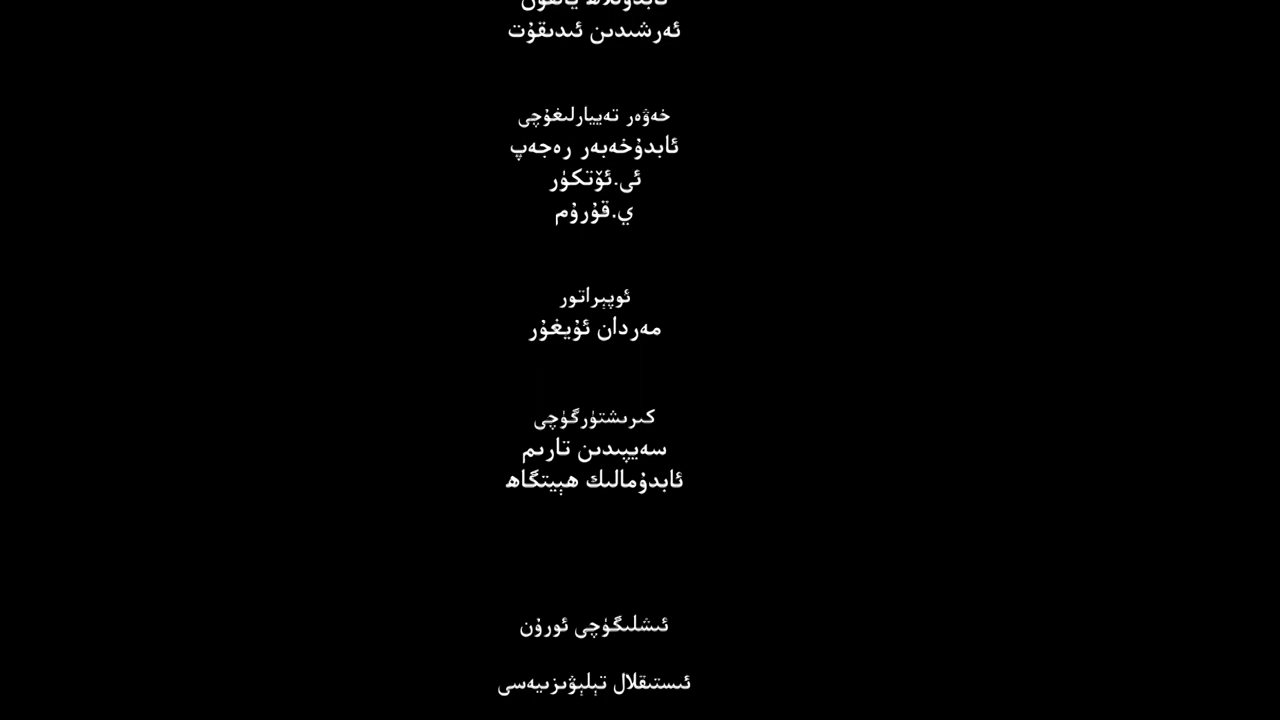 ئەرشىدىن ئىدىقۇت
خەۋەر تەييارلىغۇچى
ئابدۇخەبەر رەجەپ
ئى.ئۆتكۈر
ي.قۇرۇم
ئوپېراتور
مەردان ئۇيغۇر
كىرىشتۈرگۈچى
سەيپىدىن تارىم
ئابدۇمالىك ھېيتگاھ
ئىشلىگۈچى ئورۇن
ئىستىقلال تېلېۋىزىيەسى